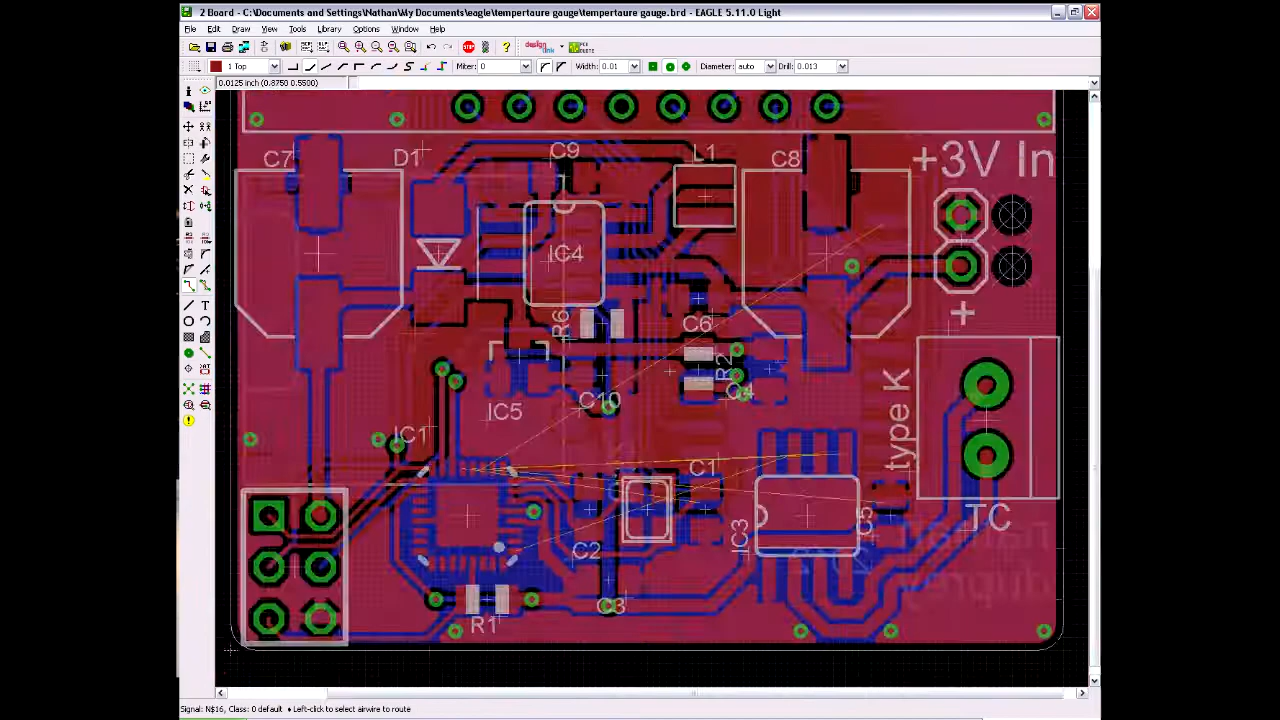 2 Board - C:\Documents and Settings\Nathan\My Documents\eagle\tempertaure gauge\tempertaure gauge.brd - EAGLE 5.11.0 Light
File Edit Draw View Tools Library Options Window Help
1 Top Miter: 0 Width: 0.01 Diameter: auto Drill: 0.013
0.0125 inch (0.8750 0.5500)
C7 D1 C9 L1 C8 +3V In
IC4
+
R6 C6
R2
C4
IC5 C10
type K
IC1
C1
IC3 C5 TC
C2
C3
R1
Signal: N$16, Class: 0 default ♦ Left-click to select airwire to route